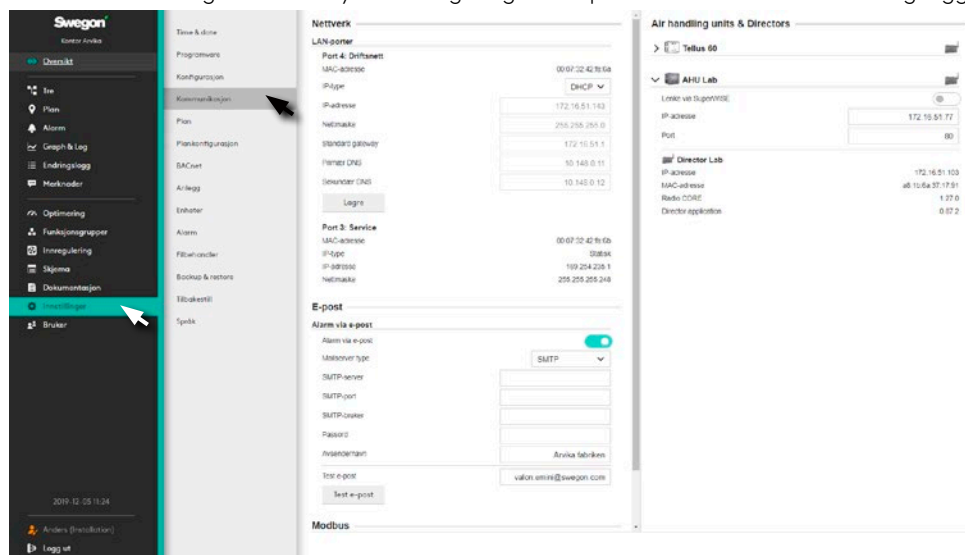 Swegon
Kontor Arvika
Oversikt
Tre
Plan
Alarm
Graph & Log
Endringslogg
Merknader
Optimering
Funksjonsgrupper
Innregulering
Skjema
Dokumentasjon
Innstillinger
Bruker
2019-12-05 11:24
Anders (Installation)
Logg ut
Time & date
Programvare
Konfigurasjon
Kommunikasjon
Plan
Plankonfigurasjon
BACnet
Anlegg
Enheter
Alarm
Filbehandler
Backup & restore
Tilbakestill
Språk
Nettverk
LAN-porter
Port 4: Driftsnett
MAC-adresse 00:07:32:42:fe:6a
IP-type DHCP
IP-adresse 172.16.51.143
Nettmaske 255.255.255.0
Standard gateway 172.16.51.1
Primær DNS 10.148.0.11
Sekundær DNS 10.148.0.12
Lagre
Port 3: Service
MAC-adresse 00:07:32:42:fe:6b
IP-type Statisk
IP-adresse 169.254.235.1
Nettmaske 255.255.255.248
E-post
Alarm via e-post
Alarm via e-post
Mailserver type SMTP
SMTP-server
SMTP-port
SMTP-bruker
Passord
Avsendernavn Arvika fabriken
Test e-post valon.emini@swegon.com
Test e-post
Modbus
Air handling units & Directors
Tellus 60
AHU Lab
Lenke via SuperWISE
IP-adresse 172.16.51.77
Port 80
Director Lab
IP-adresse 172.16.51.103
MAC-adresse a8:1b:6a:37:17:91
Radio CORE 1.27.0
Director application 0.87.2